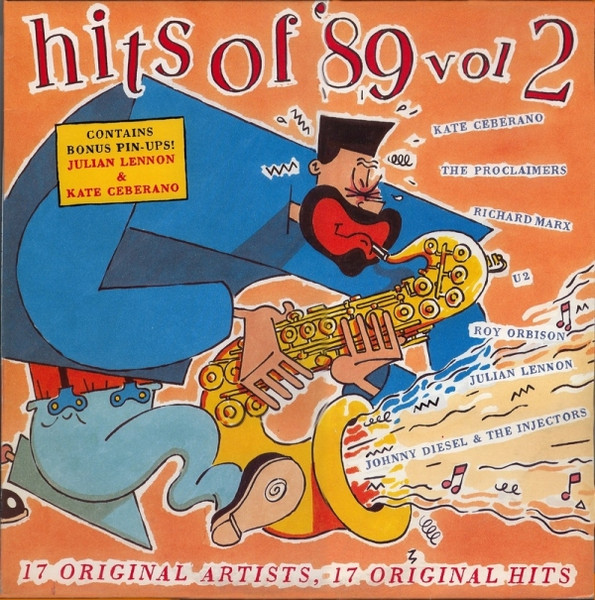 hits of '89 vol 2
CONTAINS
BONUS PIN-UPS!
JULIAN LENNON
&
KATE CEBERANO
KATE CEBERANO
THE PROCLAIMERS
RICHARD MARX
U2
ROY ORBISON
JULIAN LENNON
JOHNNY DIESEL & THE INJECTORS
17 ORIGINAL ARTISTS, 17 ORIGINAL HITS